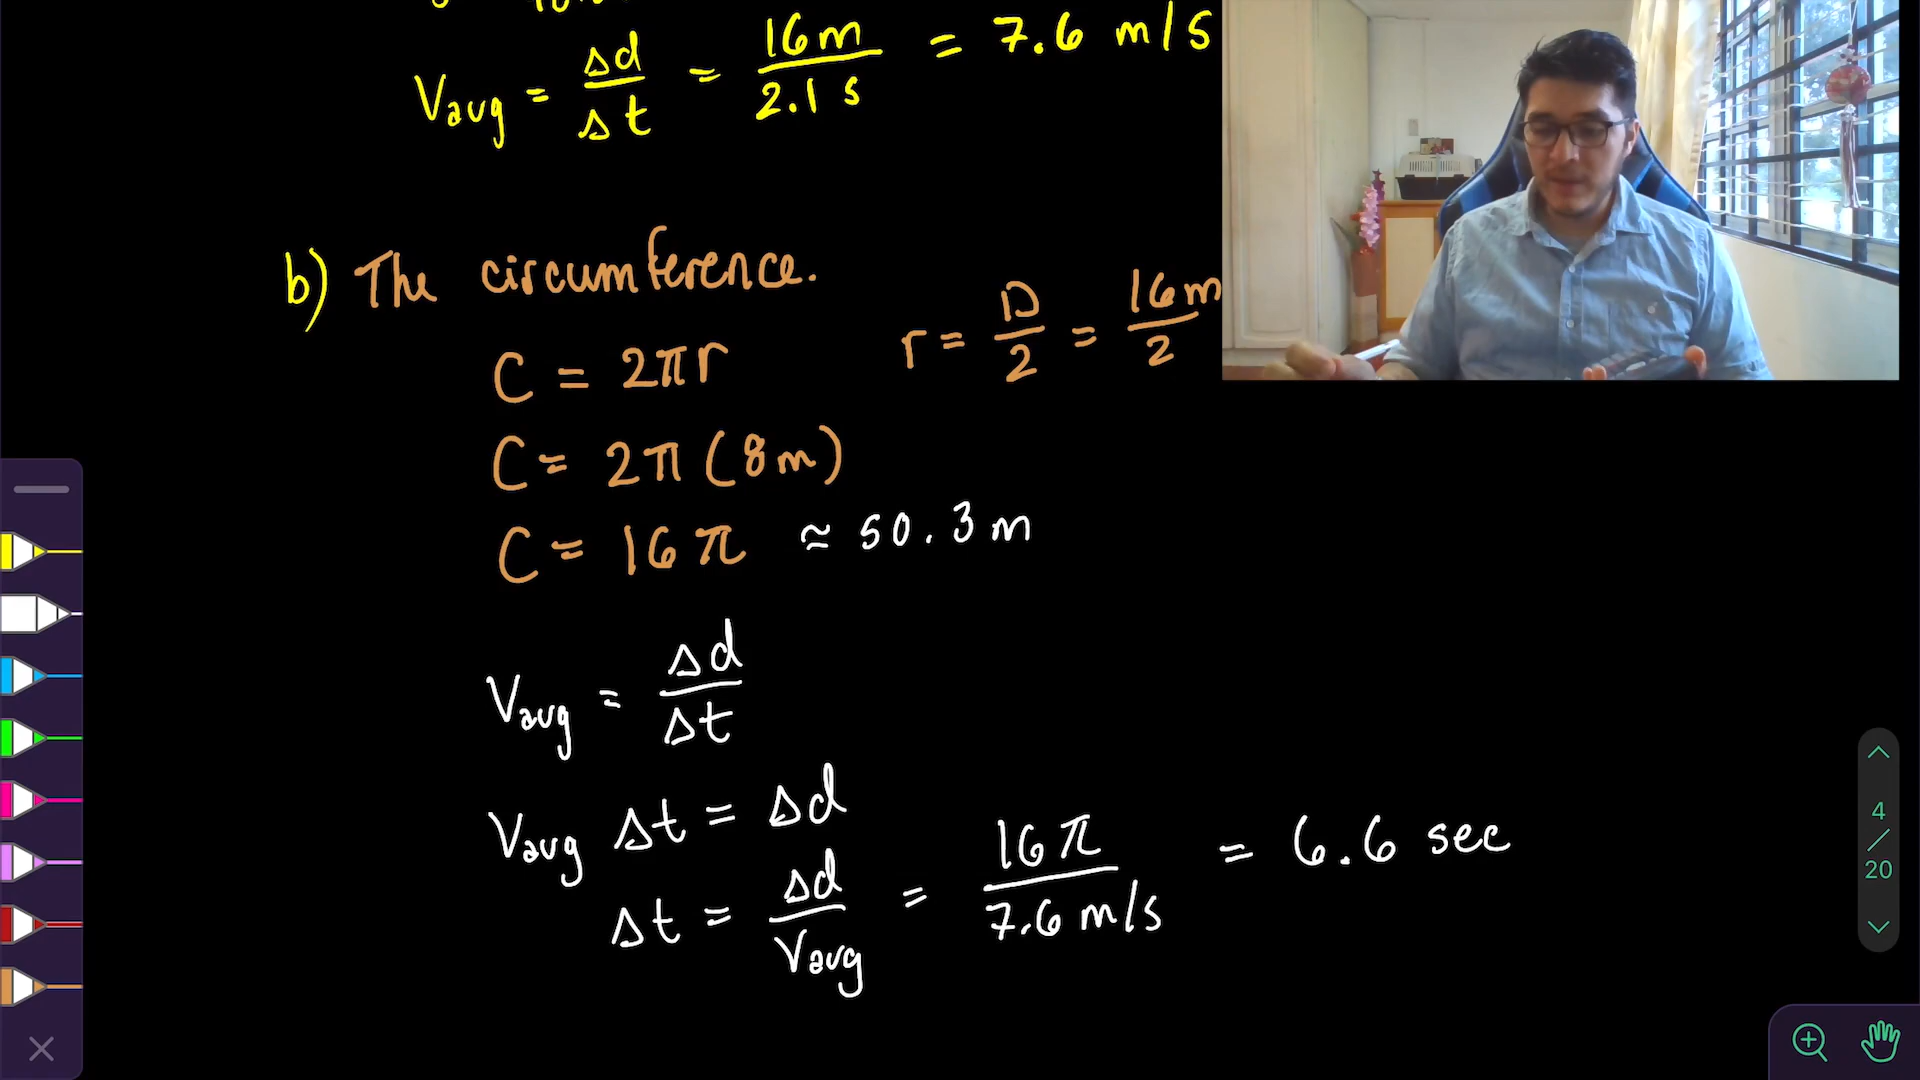 Vavg = Δd/Δt = 16m/2.1 s = 7.6 m/s
b) The circumference.
C = 2πr
r = D/2 = 16m/2
C = 2π (8m)
C = 16π ≈ 50.3 m
Vavg = Δd/Δt
Vavg Δt = Δd
Δt = Δd/Vavg = 16π/7.6 m/s = 6.6 sec
4
/
20